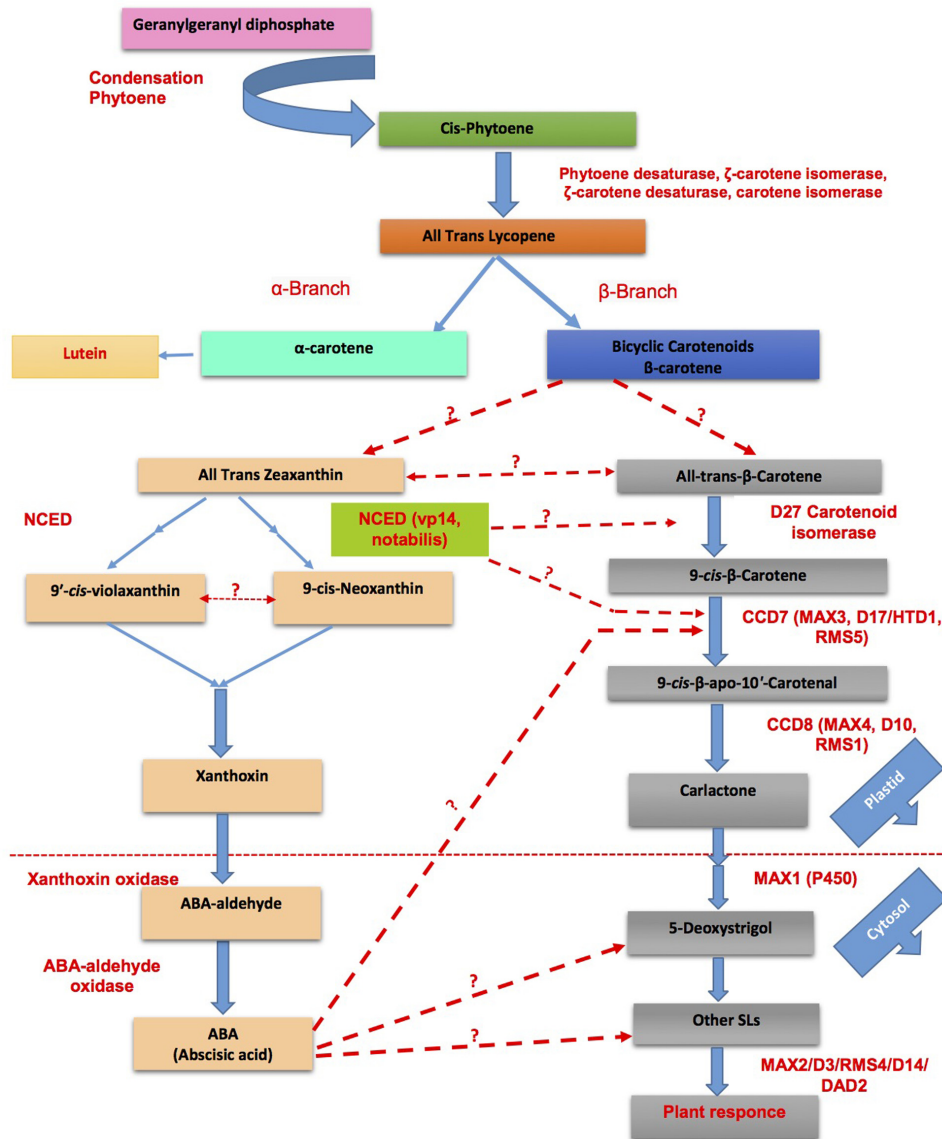 Geranylgeranyl diphosphate
Condensation
Phytoene
Cis-Phytoene
Phytoene desaturase, ζ-carotene isomerase,
ζ-carotene desaturase, carotene isomerase
All Trans Lycopene
α-Branch
β-Branch
Lutein
α-carotene
Bicyclic Carotenoids
ß-carotene
?
?
All Trans Zeaxanthin
?
All-trans-β-Carotene
NCED
NCED (vp14,
notabilis)
?
D27 Carotenoid
isomerase
9′-cis-violaxanthin
?
9-cis-Neoxanthin
?
9-cis-β-Carotene
CCD7 (MAX3, D17/HTD1,
RMS5)
9-cis-β-apo-10′-Carotenal
CCD8 (MAX4, D10,
RMS1)
Xanthoxin
?
Carlactone
Plastid
Xanthoxin oxidase
MAX1 (P450)
ABA-aldehyde
5-Deoxystrigol
Cytosol
ABA-aldehyde
oxidase
?
ABA
(Abscisic acid)
?
Other SLs
MAX2/D3/RMS4/D14/
DAD2
Plant responce